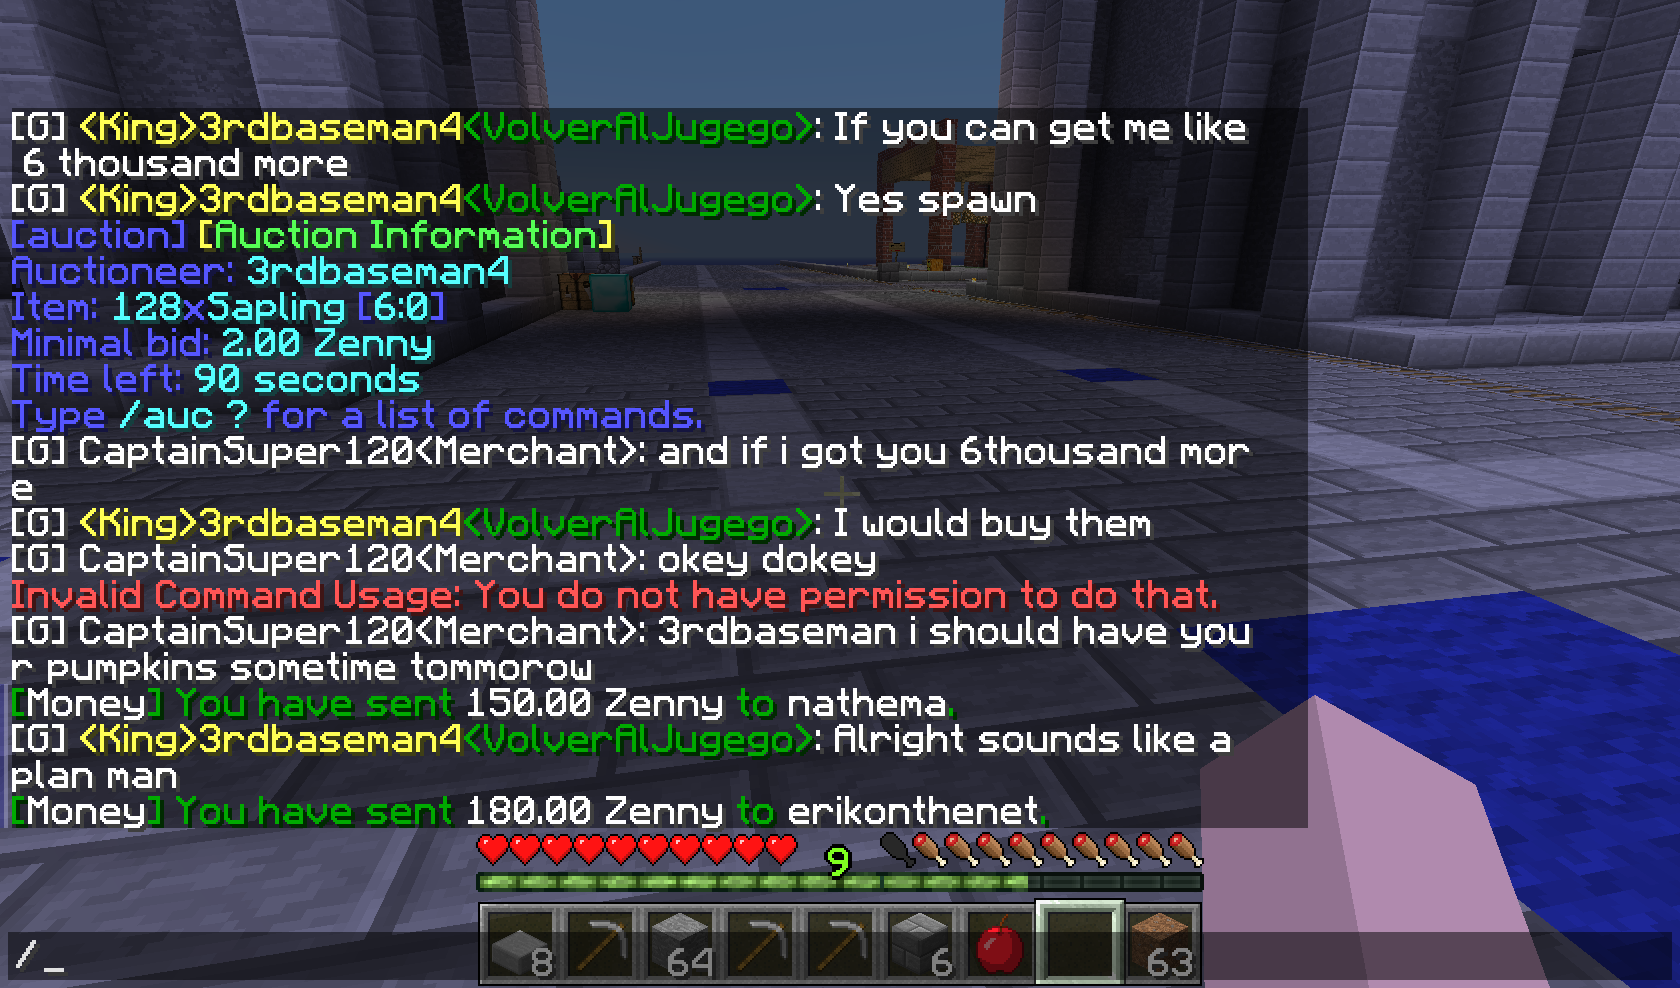 [G] <King>3rdbaseman4<VolverAlJugego>: If you can get me like
6 thousand more
[G] <King>3rdbaseman4<VolverAlJugego>: Yes spawn
[auction] [Auction Information]
Auctioneer: 3rdbaseman4
Item: 128xSapling [6:0]
Minimal bid: 2.00 Zenny
Time left: 90 seconds
Type /auc ? for a list of commands.
[G] CaptainSuper120<Merchant>: and if i got you 6thousand mor
e
[G] <King>3rdbaseman4<VolverAlJugego>: I would buy them
[G] CaptainSuper120<Merchant>: okey dokey
Invalid Command Usage: You do not have permission to do that.
[G] CaptainSuper120<Merchant>: 3rdbaseman i should have you
r pumpkins sometime tommorow
[Money] You have sent 150.00 Zenny to nathema.
[G] <King>3rdbaseman4<VolverAlJugego>: Alright sounds like a
plan man
[Money] You have sent 180.00 Zenny to erikonthenet.
9
8 64 6 63
/ _